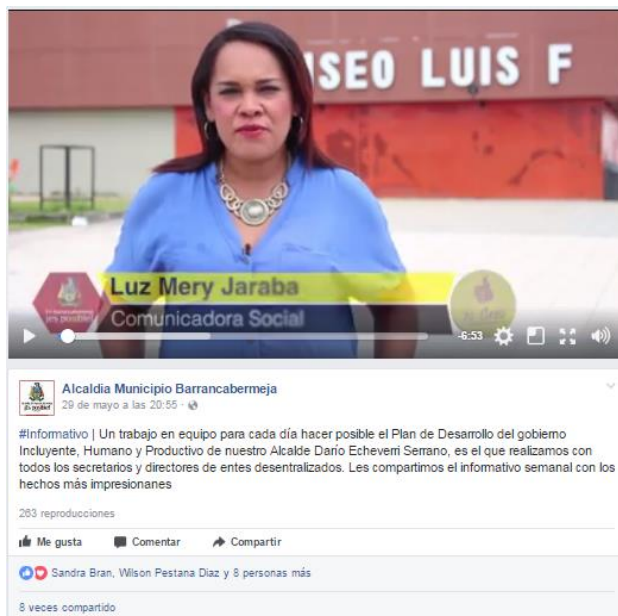 SEO LUIS F
Luz Mery Jaraba
Comunicadora Social
-6:53
Alcaldía Municipio Barrancabermeja
29 de mayo a las 20:55 ·
#Informativo | Un trabajo en equipo para cada día hacer posible el Plan de Desarrollo del gobierno
Incluyente, Humano y Productivo de nuestro Alcalde Darío Echeverri Serrano, es el que realizamos con
todos los secretarios y directores de entes desentralizados. Les compartimos el informativo semanal con los
hechos más impresionanes
263 reproducciones
Me gusta Comentar Compartir
Sandra Bran, Wilson Pestana Diaz y 8 personas más
8 veces compartido